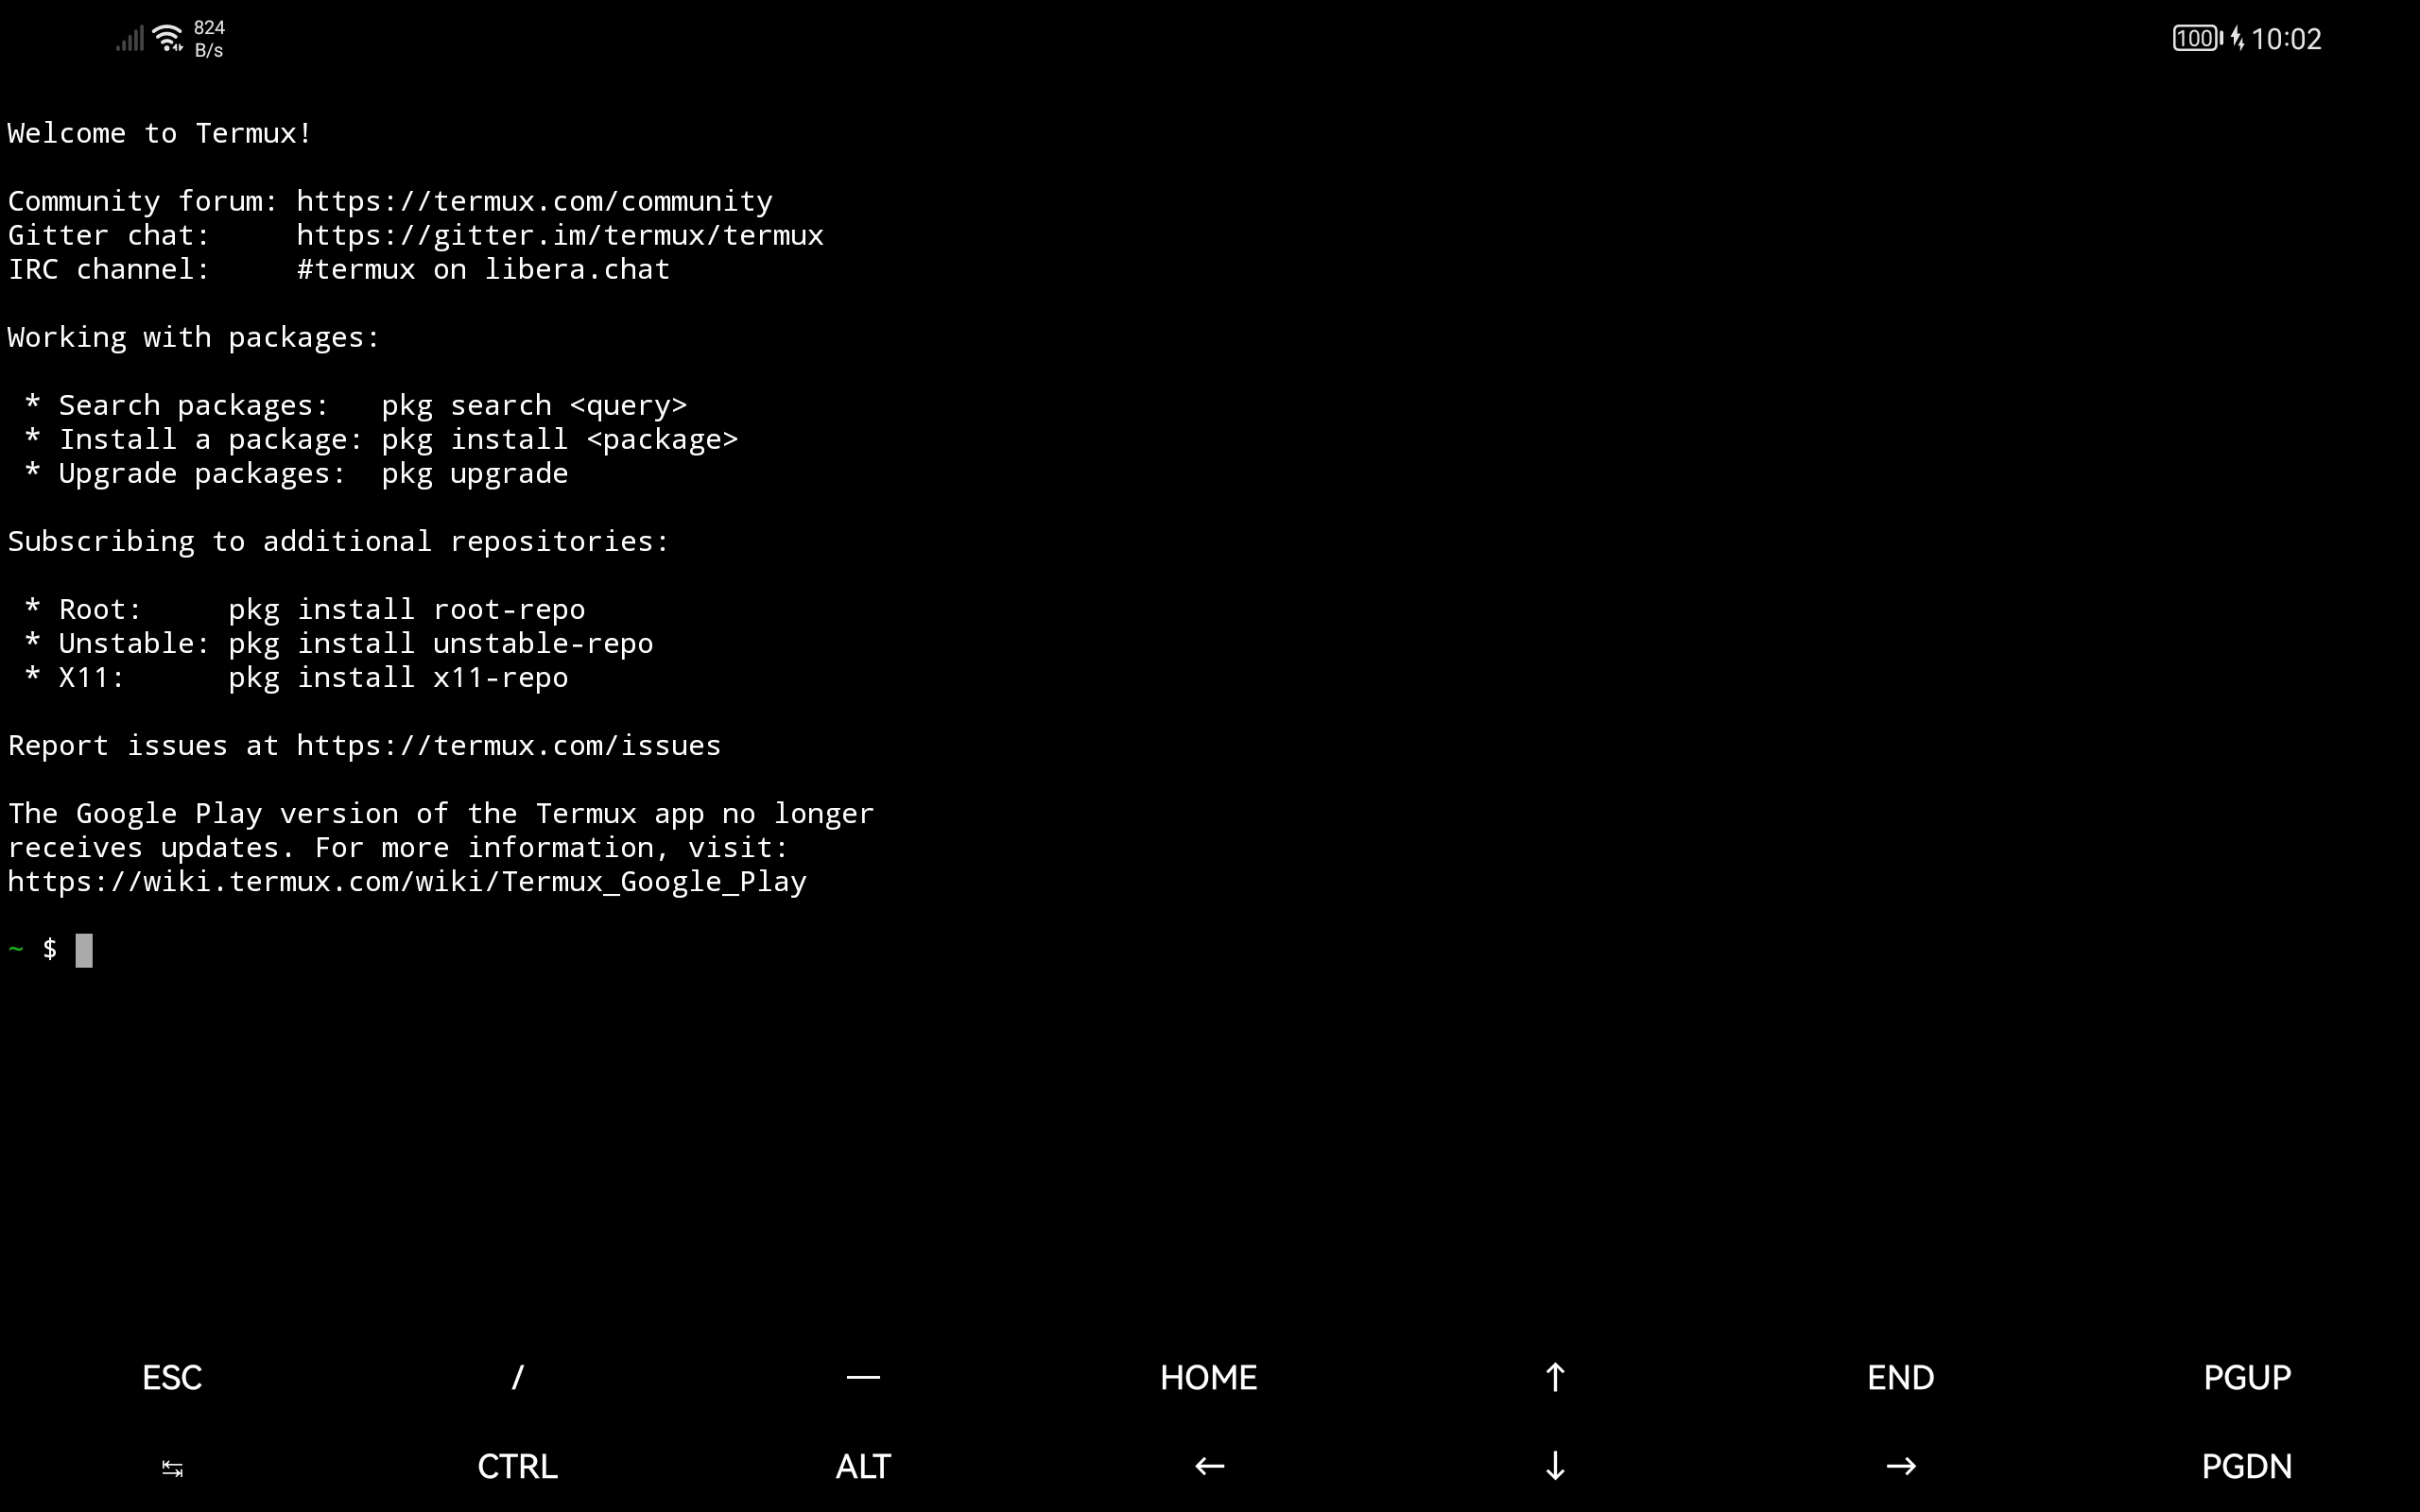 824
B/s
100 10:02
Welcome to Termux!
Community forum: https://termux.com/community
Gitter chat:     https://gitter.im/termux/termux
IRC channel:     #termux on libera.chat
Working with packages:
 * Search packages:   pkg search <query>
 * Install a package: pkg install <package>
 * Upgrade packages:  pkg upgrade
Subscribing to additional repositories:
 * Root:     pkg install root-repo
 * Unstable: pkg install unstable-repo
 * X11:      pkg install x11-repo
Report issues at https://termux.com/issues
The Google Play version of the Termux app no longer
receives updates. For more information, visit:
https://wiki.termux.com/wiki/Termux_Google_Play
~ $
ESC / — HOME ↑ END PGUP
↹ CTRL ALT ← ↓ → PGDN